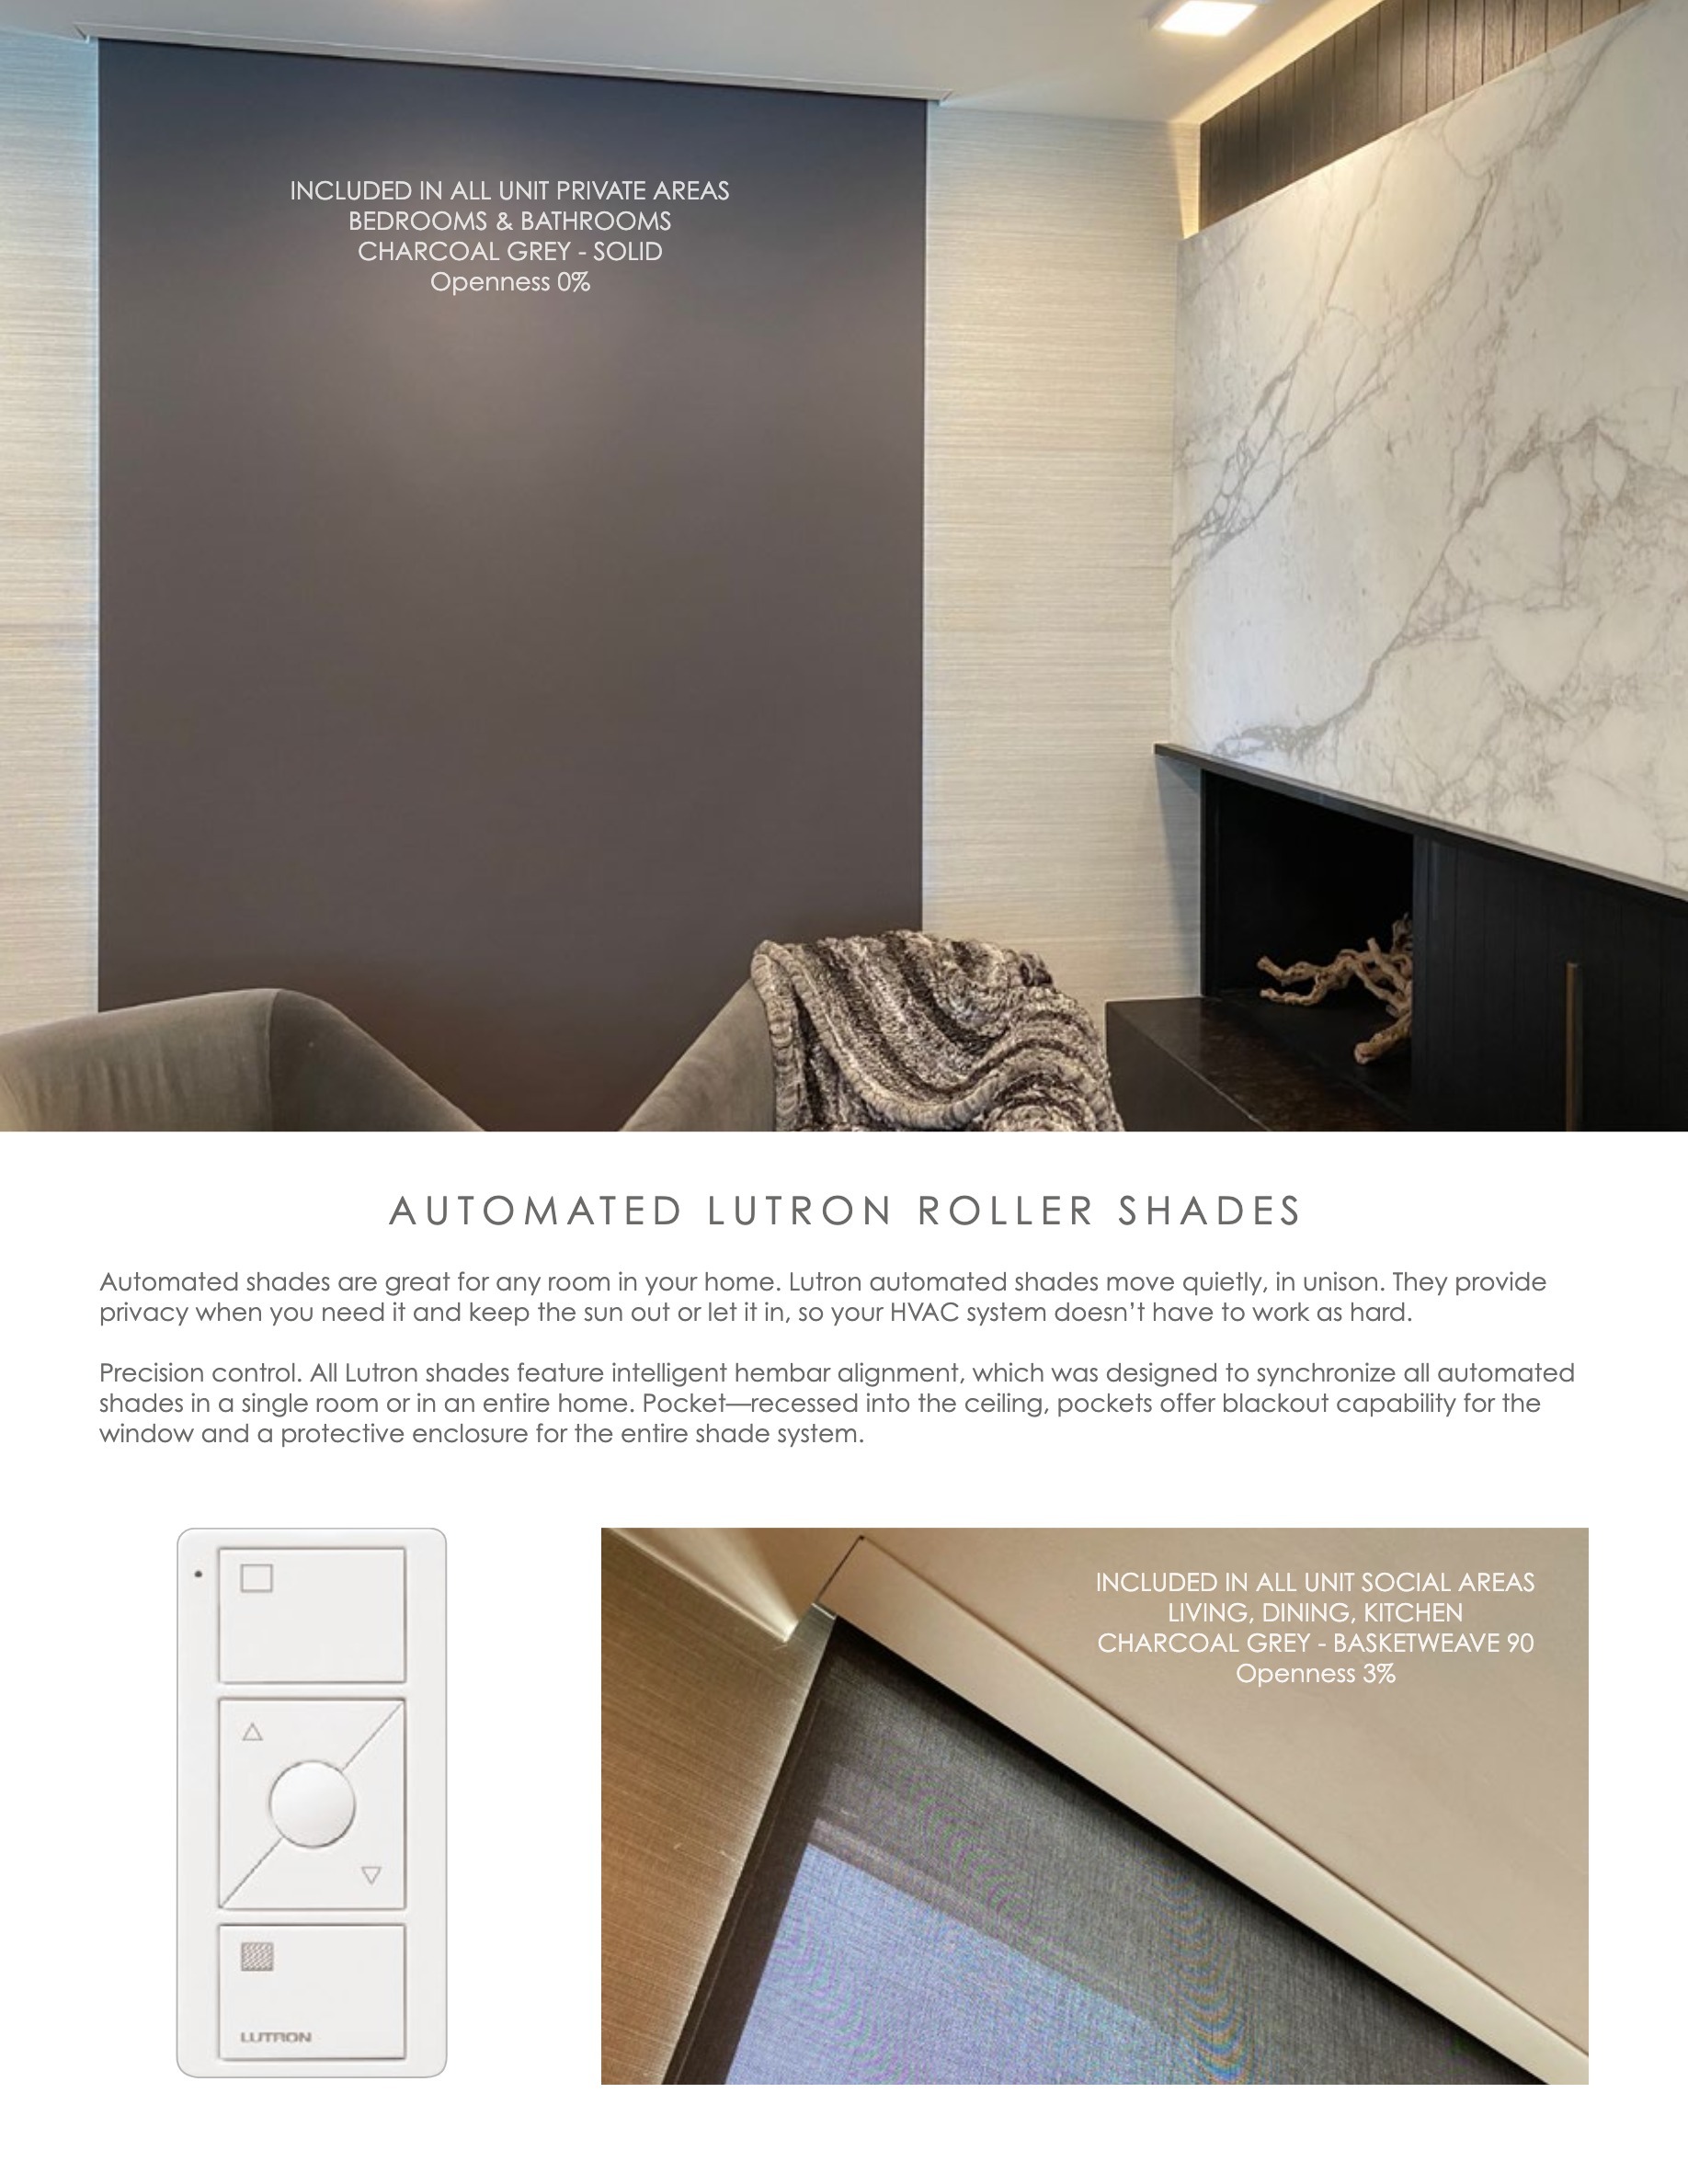 INCLUDED IN ALL UNIT PRIVATE AREAS
BEDROOMS & BATHROOMS
CHARCOAL GREY - SOLID
Openness 0%
AUTOMATED LUTRON ROLLER SHADES
Automated shades are great for any room in your home. Lutron automated shades move quietly, in unison. They provide
privacy when you need it and keep the sun out or let it in, so your HVAC system doesn’t have to work as hard.
Precision control. All Lutron shades feature intelligent hembar alignment, which was designed to synchronize all automated
shades in a single room or in an entire home. Pocket—recessed into the ceiling, pockets offer blackout capability for the
window and a protective enclosure for the entire shade system.
LUTRON
INCLUDED IN ALL UNIT SOCIAL AREAS
LIVING, DINING, KITCHEN
CHARCOAL GREY - BASKETWEAVE 90
Openness 3%